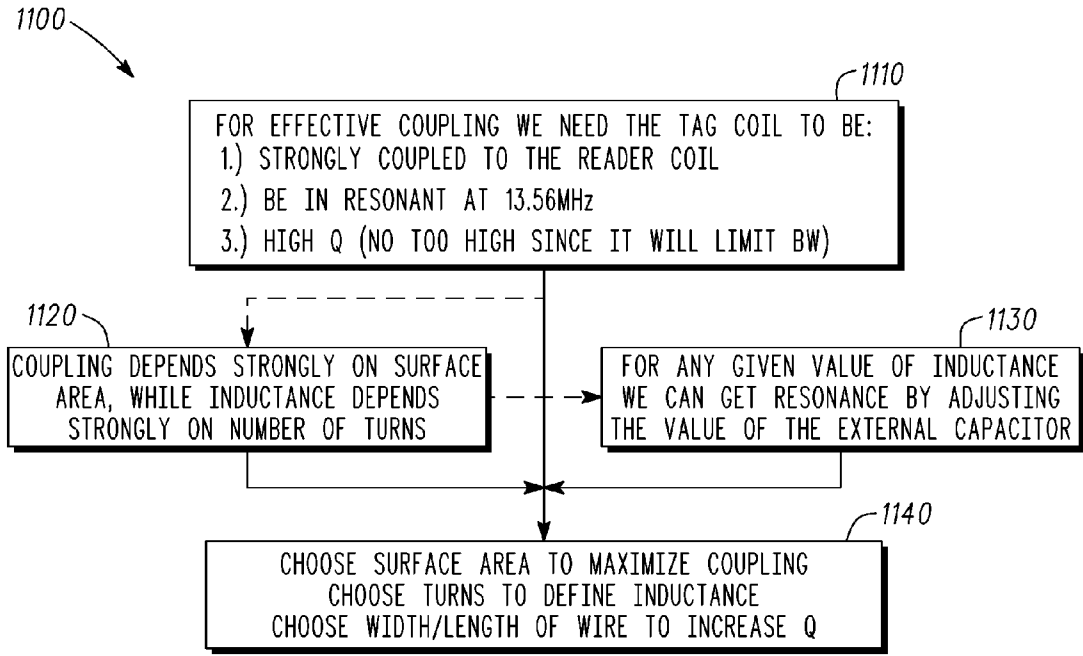 1100
1110
FOR EFFECTIVE COUPLING WE NEED THE TAG COIL TO BE:
1.) STRONGLY COUPLED TO THE READER COIL
2.) BE IN RESONANT AT 13.56MHz
3.) HIGH Q (NO TOO HIGH SINCE IT WILL LIMIT BW)
1120
COUPLING DEPENDS STRONGLY ON SURFACE
AREA, WHILE INDUCTANCE DEPENDS
STRONGLY ON NUMBER OF TURNS
1130
FOR ANY GIVEN VALUE OF INDUCTANCE
WE CAN GET RESONANCE BY ADJUSTING
THE VALUE OF THE EXTERNAL CAPACITOR
1140
CHOOSE SURFACE AREA TO MAXIMIZE COUPLING
CHOOSE TURNS TO DEFINE INDUCTANCE
CHOOSE WIDTH/LENGTH OF WIRE TO INCREASE Q